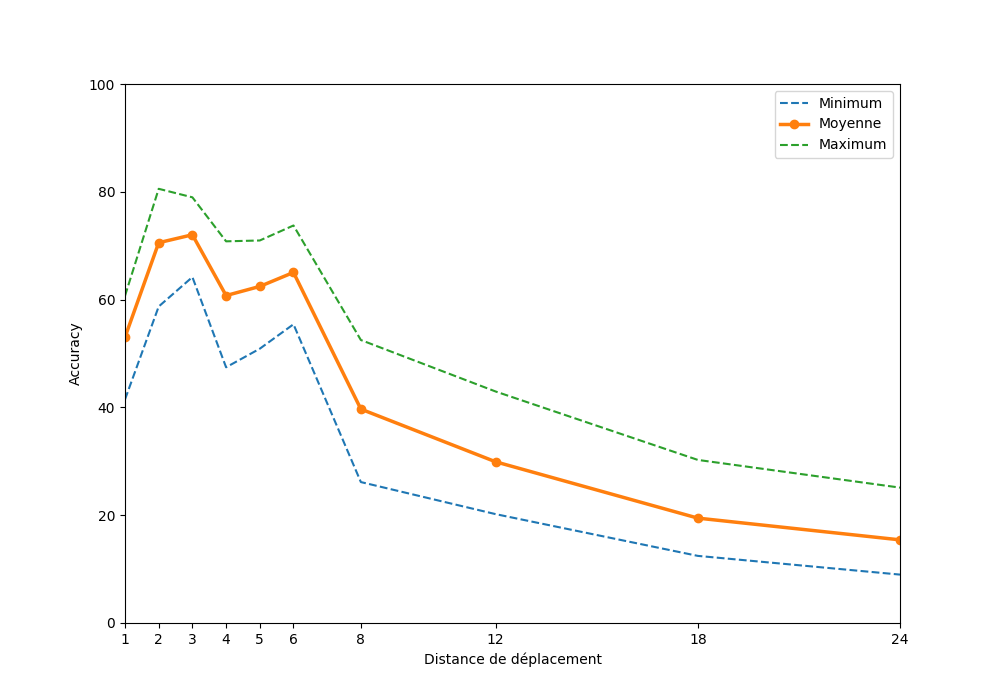 100
80
60
40
20
0
Accuracy
Minimum
Moyenne
Maximum
1 2 3 4 5 6 8 12 18 24
Distance de déplacement